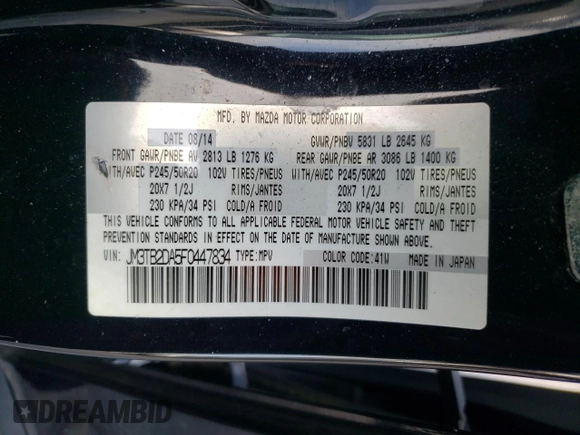 MFD. BY MAZDA MOTOR CORPORATION
DATE 08/14 GVWR/PNBV 5831 LB 2645 KG
FRONT GAWR/PNBE AV 2813 LB 1276 KG REAR GAWR/PNBE AR 3086 LB 1400 KG
WITH/AVEC P245/50R20 102V TIRES/PNEUS WITH/AVEC P245/50R20 102V TIRES/PNEUS
20X7 1/2J RIMS/JANTES 20X7 1/2J RIMS/JANTES
230 KPA/34 PSI COLD/A FROID 230 KPA/34 PSI COLD/A FROID
THIS VEHICLE CONFORMS TO ALL APPLICABLE FEDERAL MOTOR VEHICLE SAFETY AND THEFT
PREVENTION STANDARDS IN EFFECT ON THE DATE OF MANUFACTURE SHOWN ABOVE.
VIN: JM3TB2DA5F0447834 TYPE:MPV COLOR CODE:41W MADE IN JAPAN
DREAMBID